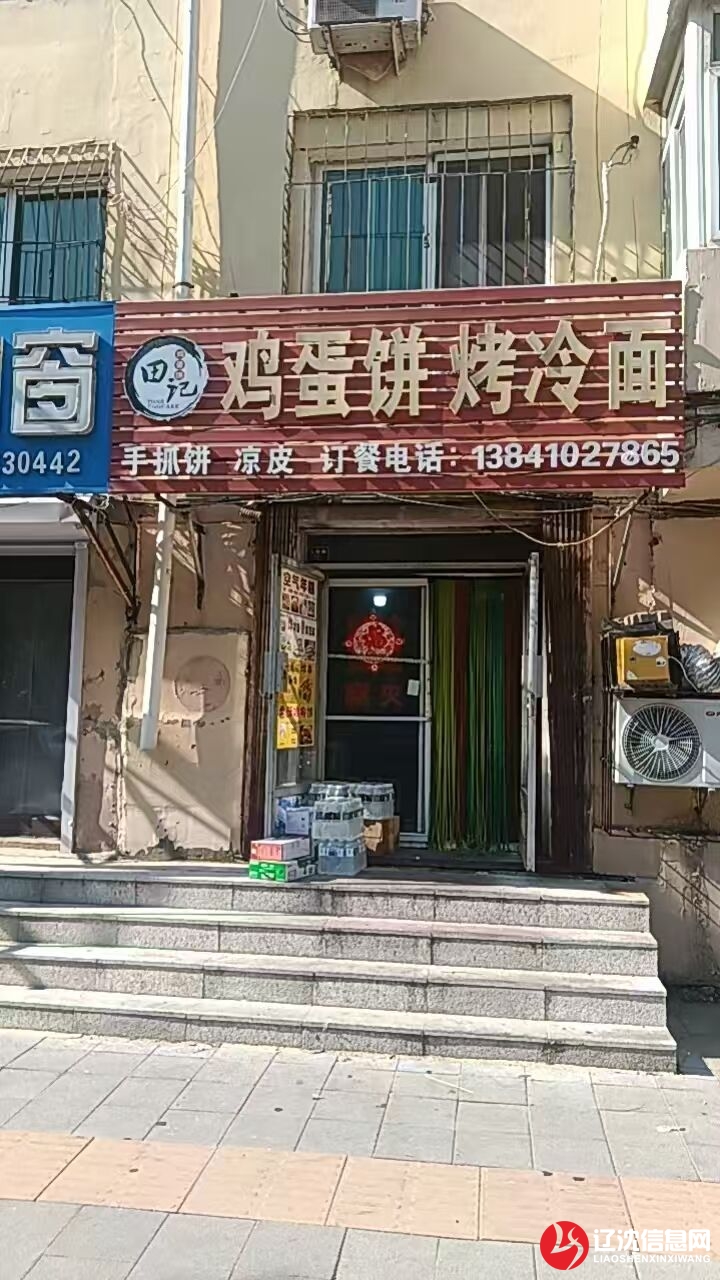 窗
30442
田记
鸡蛋饼 烤冷面
手抓饼 凉皮 订餐电话：13841027865
辽沈信息网
LIAOSHENXINXIWANG